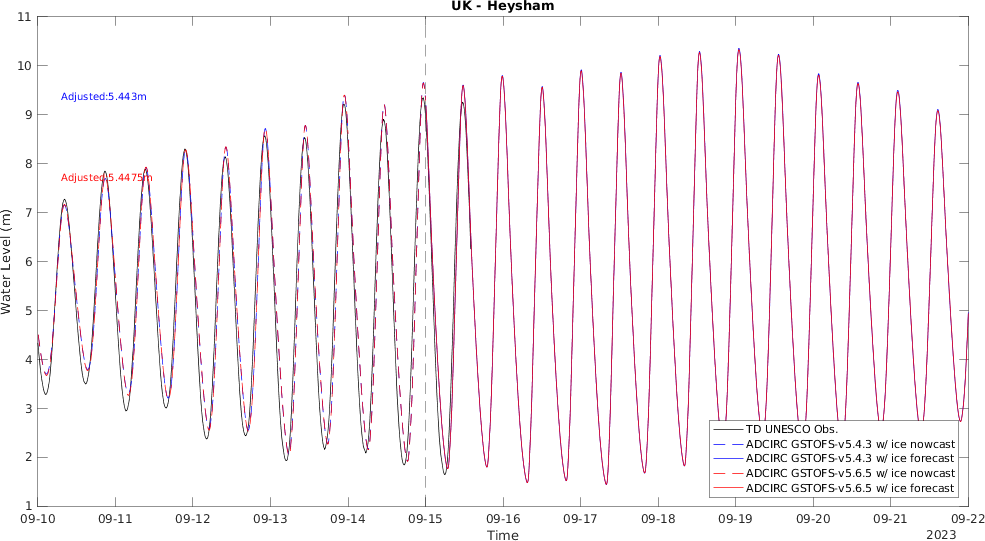 UK - Heysham
11
10
9
8
7
6
5
4
3
2
1
Water Level (m)
Adjusted:5.443m
Adjusted:5.4475m
TD UNESCO Obs.
ADCIRC GSTOFS-v5.4.3 w/ ice nowcast
ADCIRC GSTOFS-v5.4.3 w/ ice forecast
ADCIRC GSTOFS-v5.6.5 w/ ice nowcast
ADCIRC GSTOFS-v5.6.5 w/ ice forecast
09-10 09-11 09-12 09-13 09-14 09-15 09-16 09-17 09-18 09-19 09-20 09-21 09-22
Time
2023